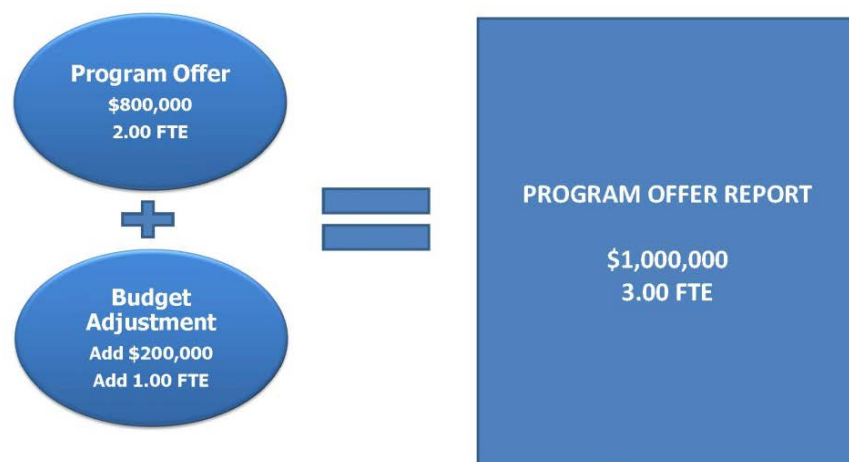 Program Offer
$800,000
2.00 FTE
Budget
Adjustment
Add $200,000
Add 1.00 FTE
PROGRAM OFFER REPORT
$1,000,000
3.00 FTE